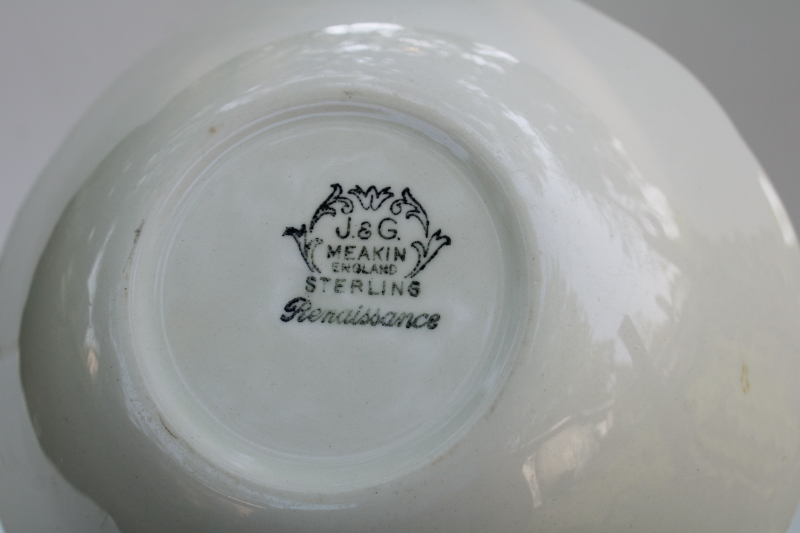 J.&G.
MEAKIN
ENGLAND
STERLING
Renaissance